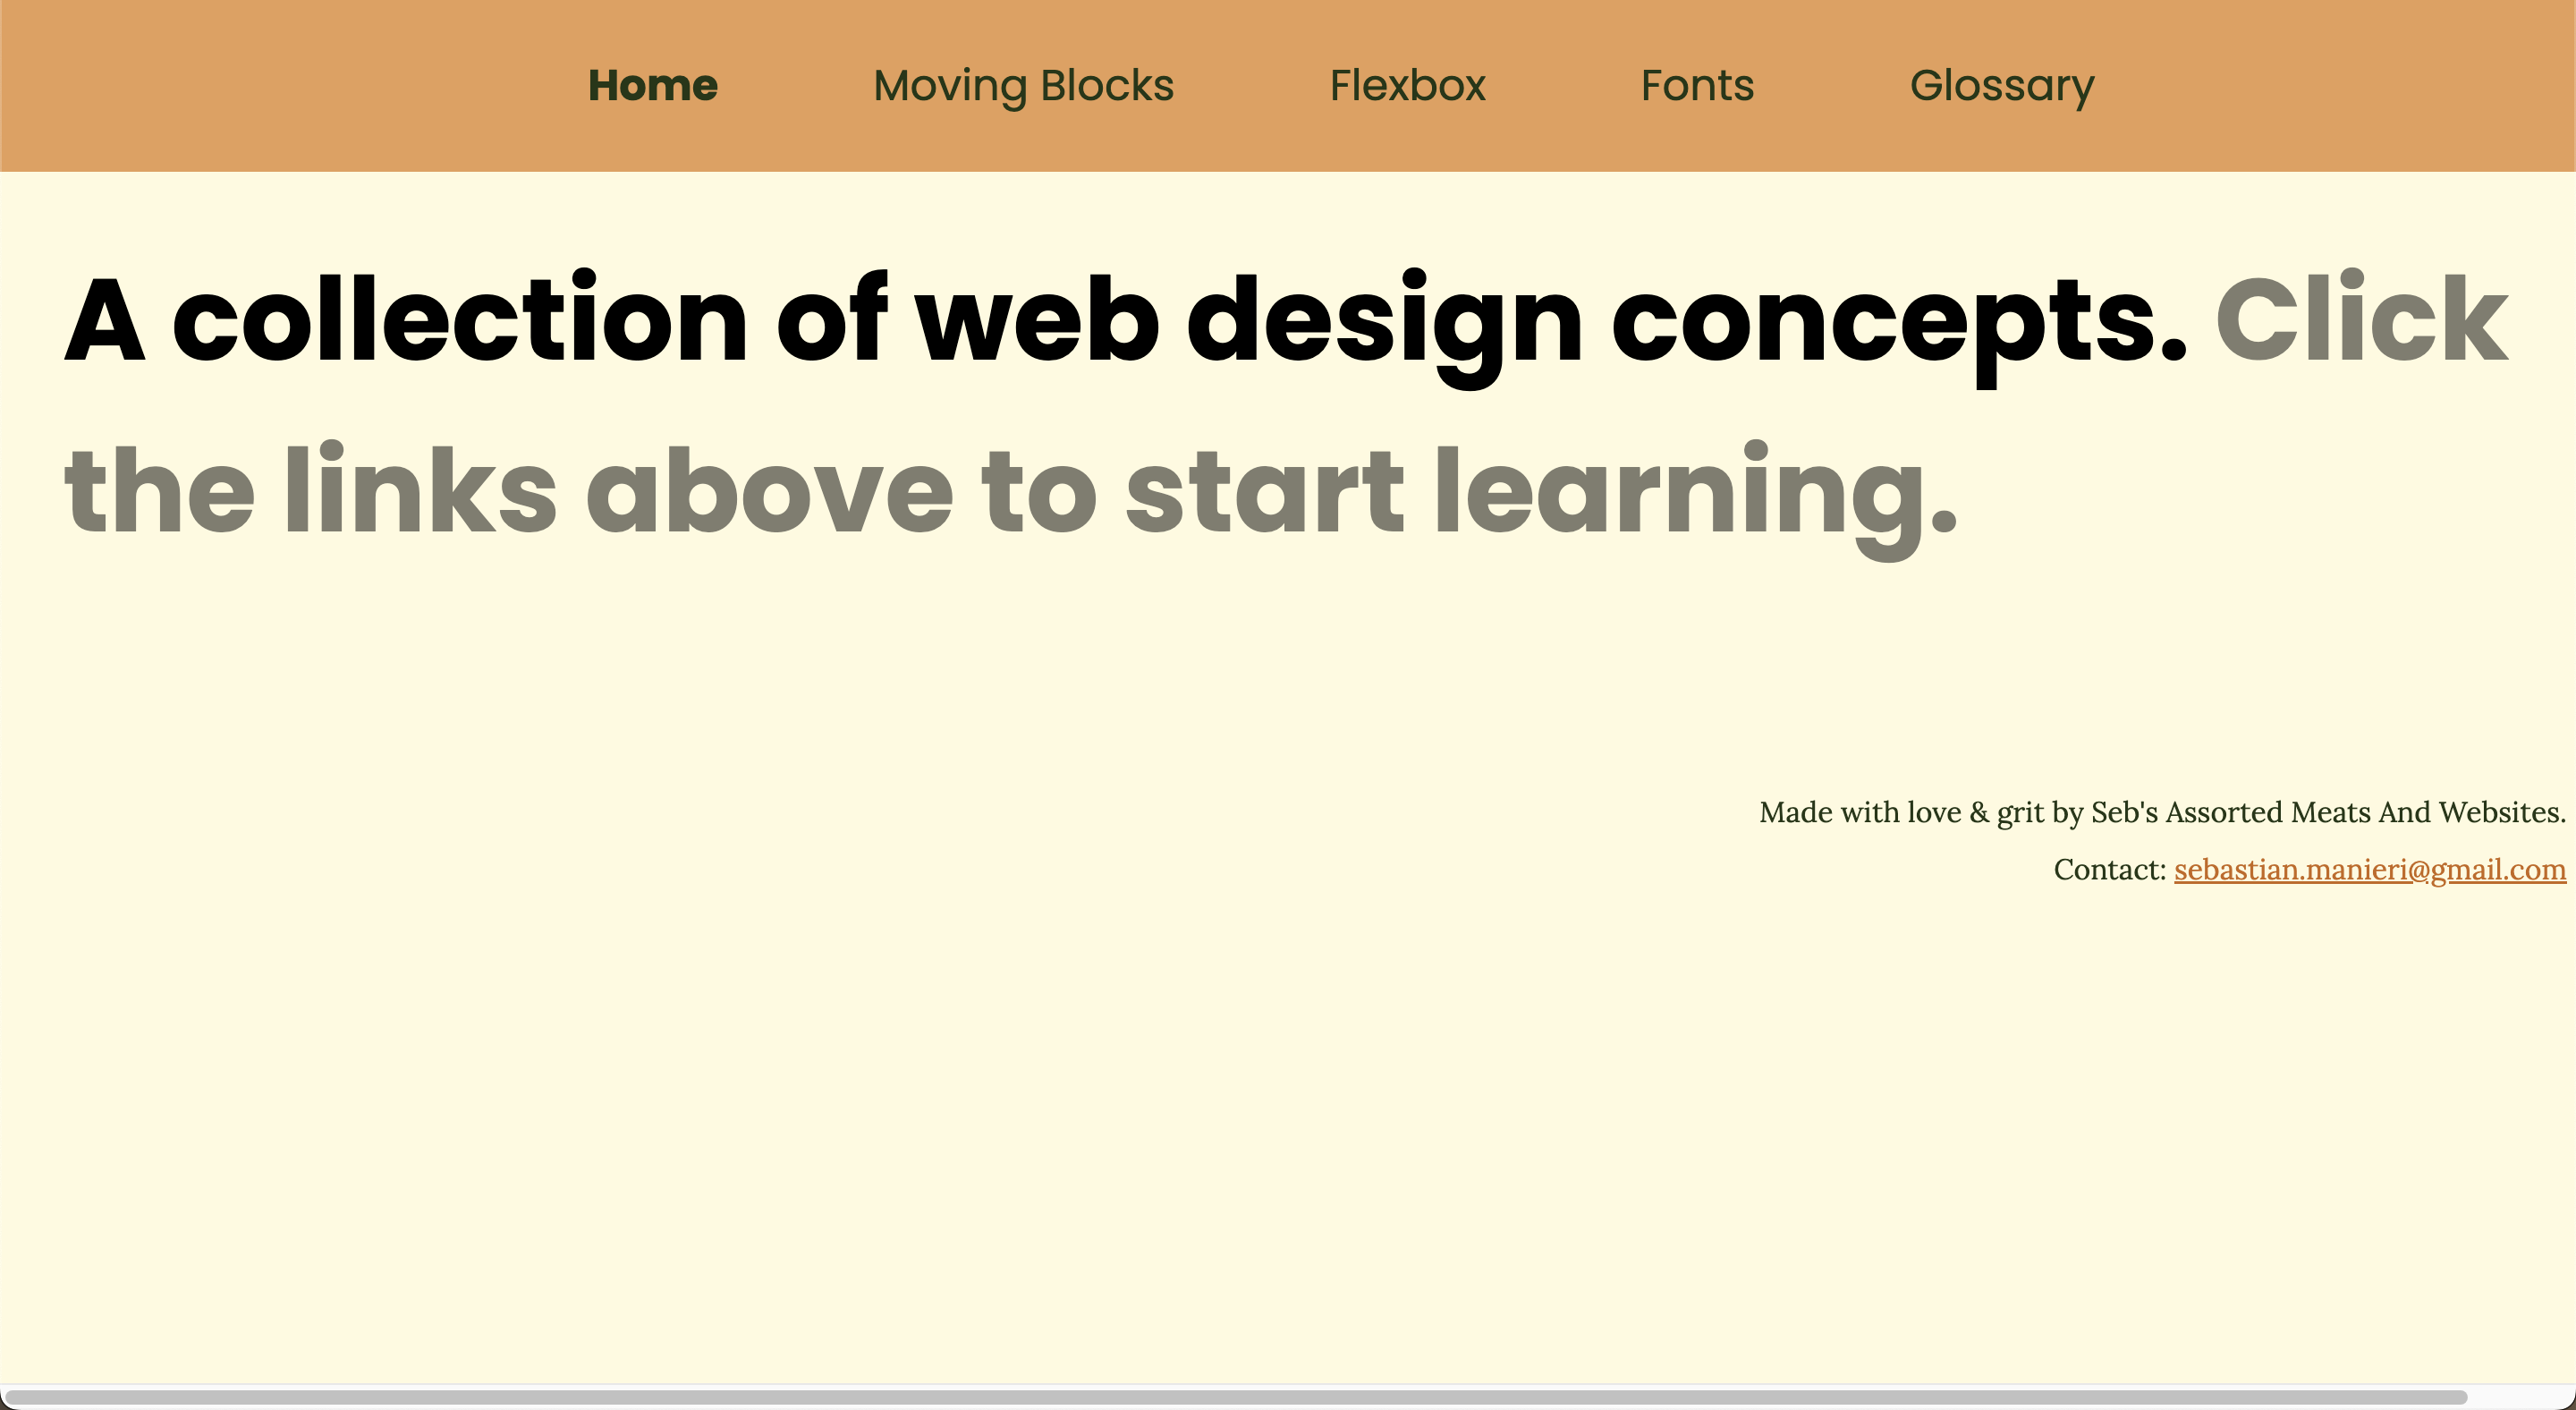 Home Moving Blocks Flexbox Fonts Glossary
A collection of web design concepts. Click
the links above to start learning.
Made with love & grit by Seb's Assorted Meats And Websites.
Contact: sebastian.manieri@gmail.com